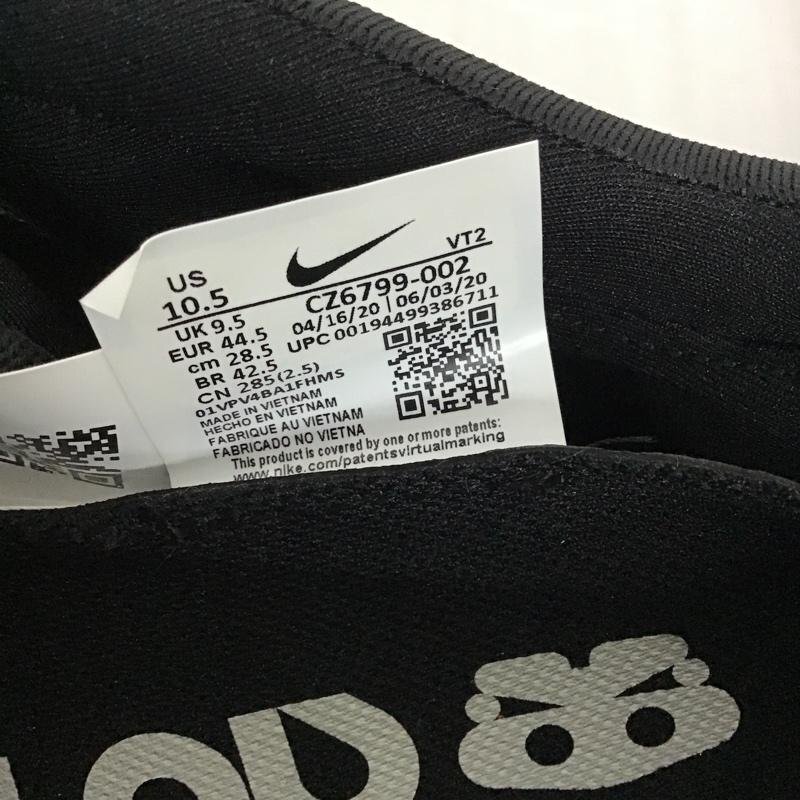 US
10.5
VT2
UK 9.5
CZ6799-002
EUR 44.5
04/16/20 | 06/03/20
cm 28.5
UPC 00194499386711
BR 42.5
CN 285(2.5)
01VPV4BA1FHMS
MADE IN VIETNAM
HECHO EN VIETNAM
FABRIQUE AU VIETNAM
FABRICADO NO VIETNA
This product is covered by one or more patents:
www.nike.com/patentsvirtualmarking